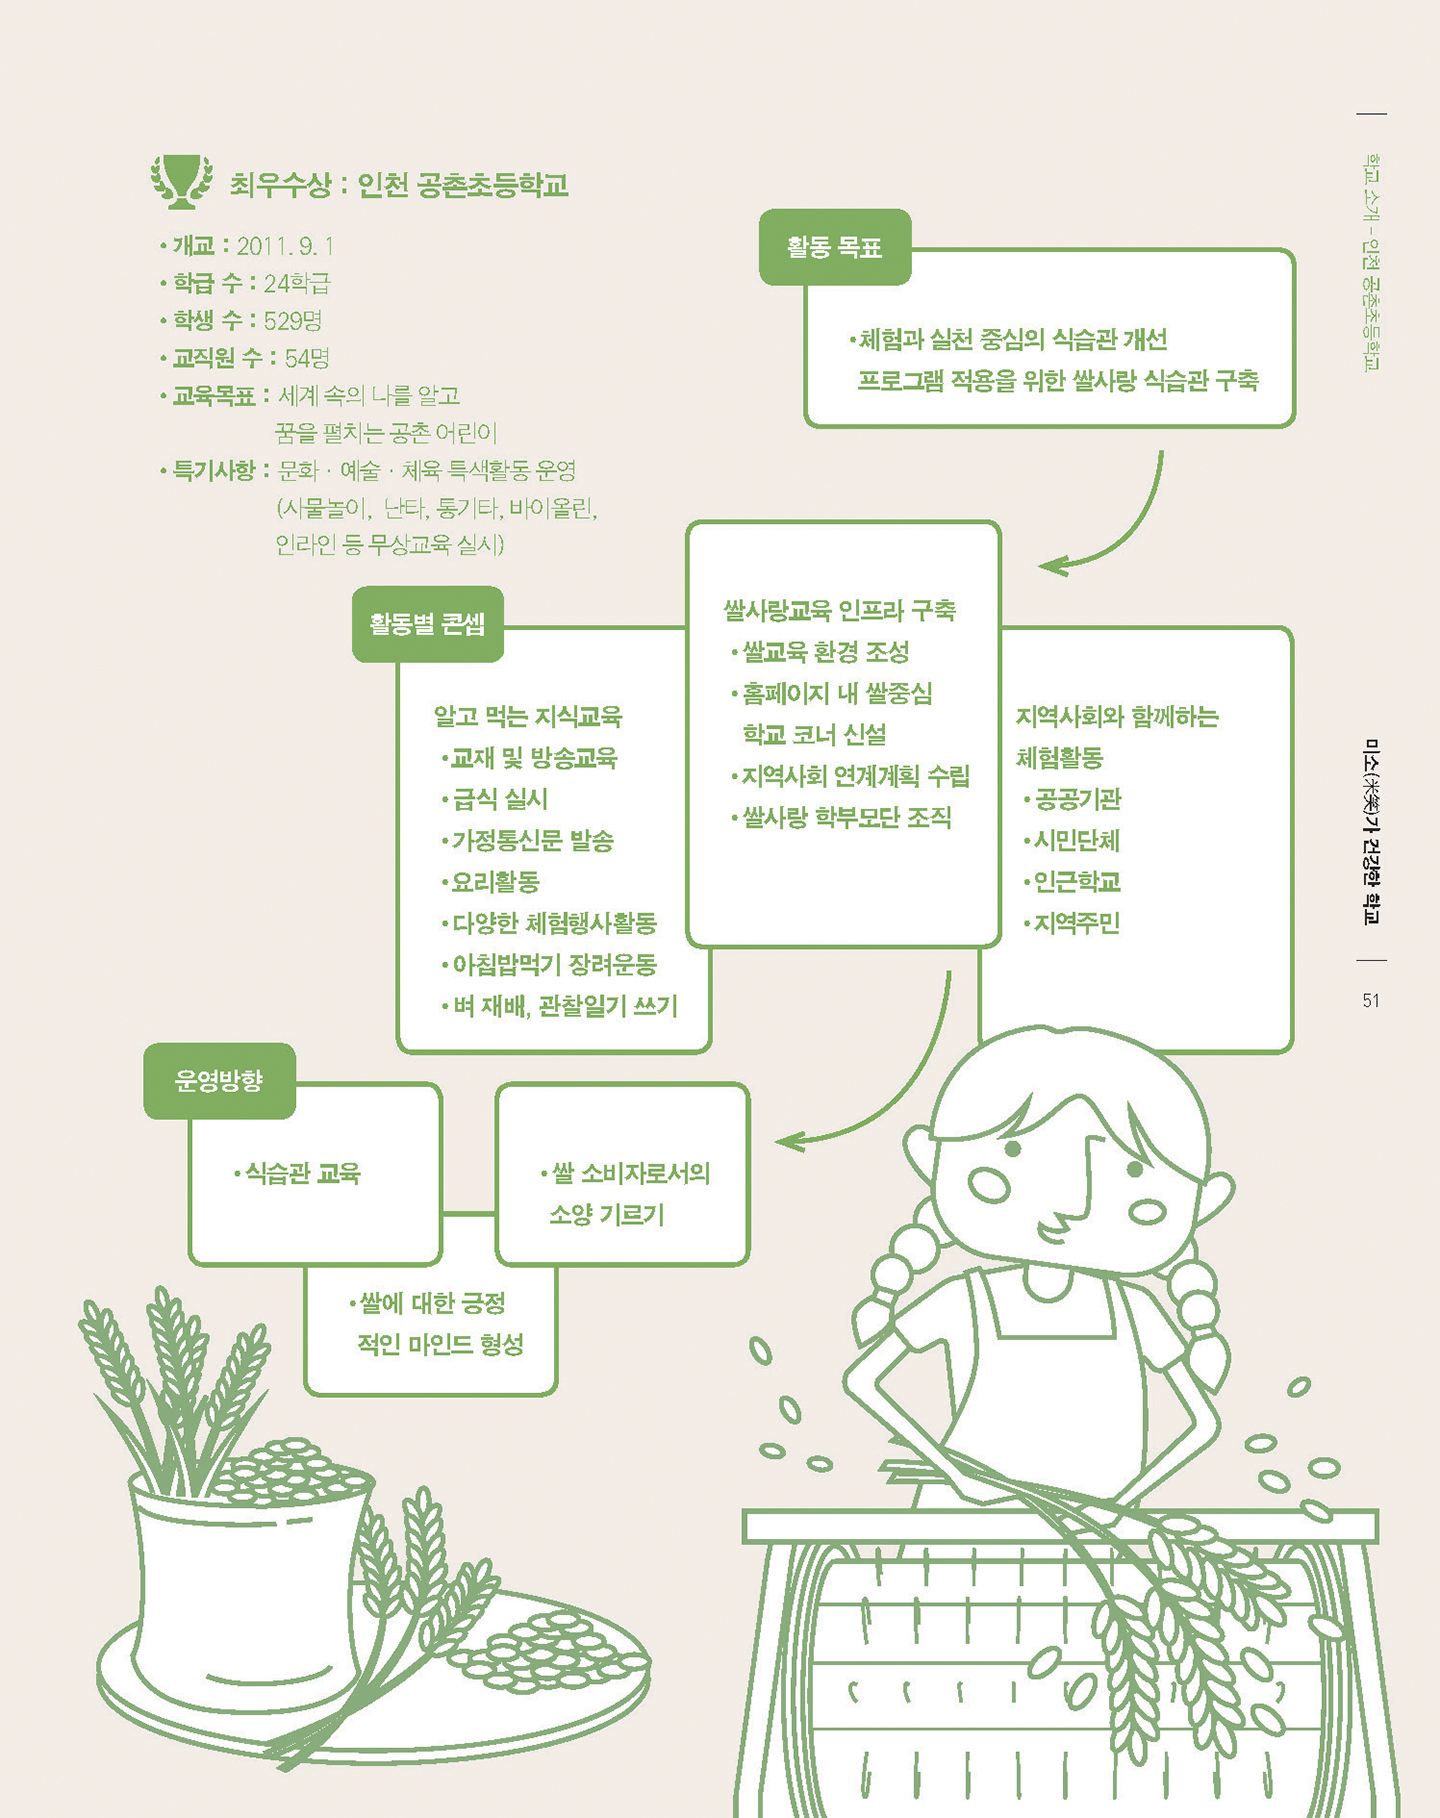 최우수상 : 인천 공촌초등학교
• 개교 : 2011. 9. 1
• 학급 수 : 24학급
• 학생 수 : 529명
• 교직원 수 : 54명
• 교육목표 : 세계 속의 나를 알고
꿈을 펼치는 공촌 어린이
• 특기사항 : 문화 · 예술 · 체육 특색활동 운영
(사물놀이, 난타, 통기타, 바이올린,
인라인 등 무상교육 실시)
활동 목표
• 체험과 실천 중심의 식습관 개선
프로그램 적용을 위한 쌀사랑 식습관 구축
활동별 콘셉
알고 먹는 지식교육
• 교재 및 방송교육
• 급식 실시
• 가정통신문 발송
• 요리활동
• 다양한 체험행사활동
• 아침밥먹기 장려운동
• 벼 재배, 관찰일기 쓰기
쌀사랑교육 인프라 구축
• 쌀교육 환경 조성
• 홈페이지 내 쌀중심
학교 코너 신설
• 지역사회 연계계획 수립
• 쌀사랑 학부모단 조직
지역사회와 함께하는
체험활동
• 공공기관
• 시민단체
• 인근학교
• 지역주민
운영방향
• 식습관 교육
• 쌀 소비자로서의
소양 기르기
• 쌀에 대한 긍정
적인 마인드 형성
학교 소개 - 인천 공촌초등학교
미소(米笑)가 건강한 학교
51